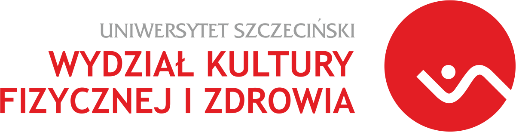 UNIWERSYTET SZCZECIŃSKI
WYDZIAŁ KULTURY
FIZYCZNEJ I ZDROWIA